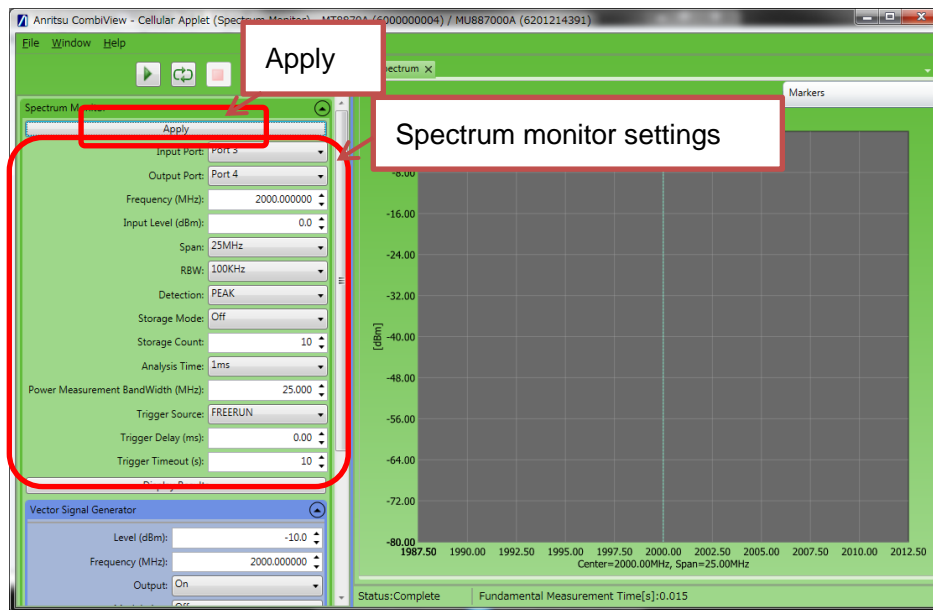 Anritsu CombiView - Cellular Applet (Spectrum Monitor) - MT8870A (6000000004) / MU887000A (6201214391)
File Window Help
Apply
Spectrum monitor settings
Spectrum Monitor
Apply
Input Port: Port 3
Output Port: Port 4
Frequency (MHz): 2000.000000
Input Level (dBm): 0.0
Span: 25MHz
RBW: 100KHz
Detection: PEAK
Storage Mode: Off
Storage Count: 10
Analysis Time: 1ms
Power Measurement BandWidth (MHz): 25.000
Trigger Source: FREERUN
Trigger Delay (ms): 0.00
Trigger Timeout (s): 10
Display Result
Vector Signal Generator
Level (dBm): -10.0
Frequency (MHz): 2000.000000
Output: On
Off
Spectrum X
Markers
-8.00
-16.00
-24.00
-32.00
-40.00
-48.00
-56.00
-64.00
-72.00
-80.00
[dBm]
1987.50 1990.00 1992.50 1995.00 1997.50 2000.00 2002.50 2005.00 2007.50 2010.00 2012.50
Center=2000.00MHz, Span=25.00MHz
Status:Complete Fundamental Measurement Time[s]:0.015